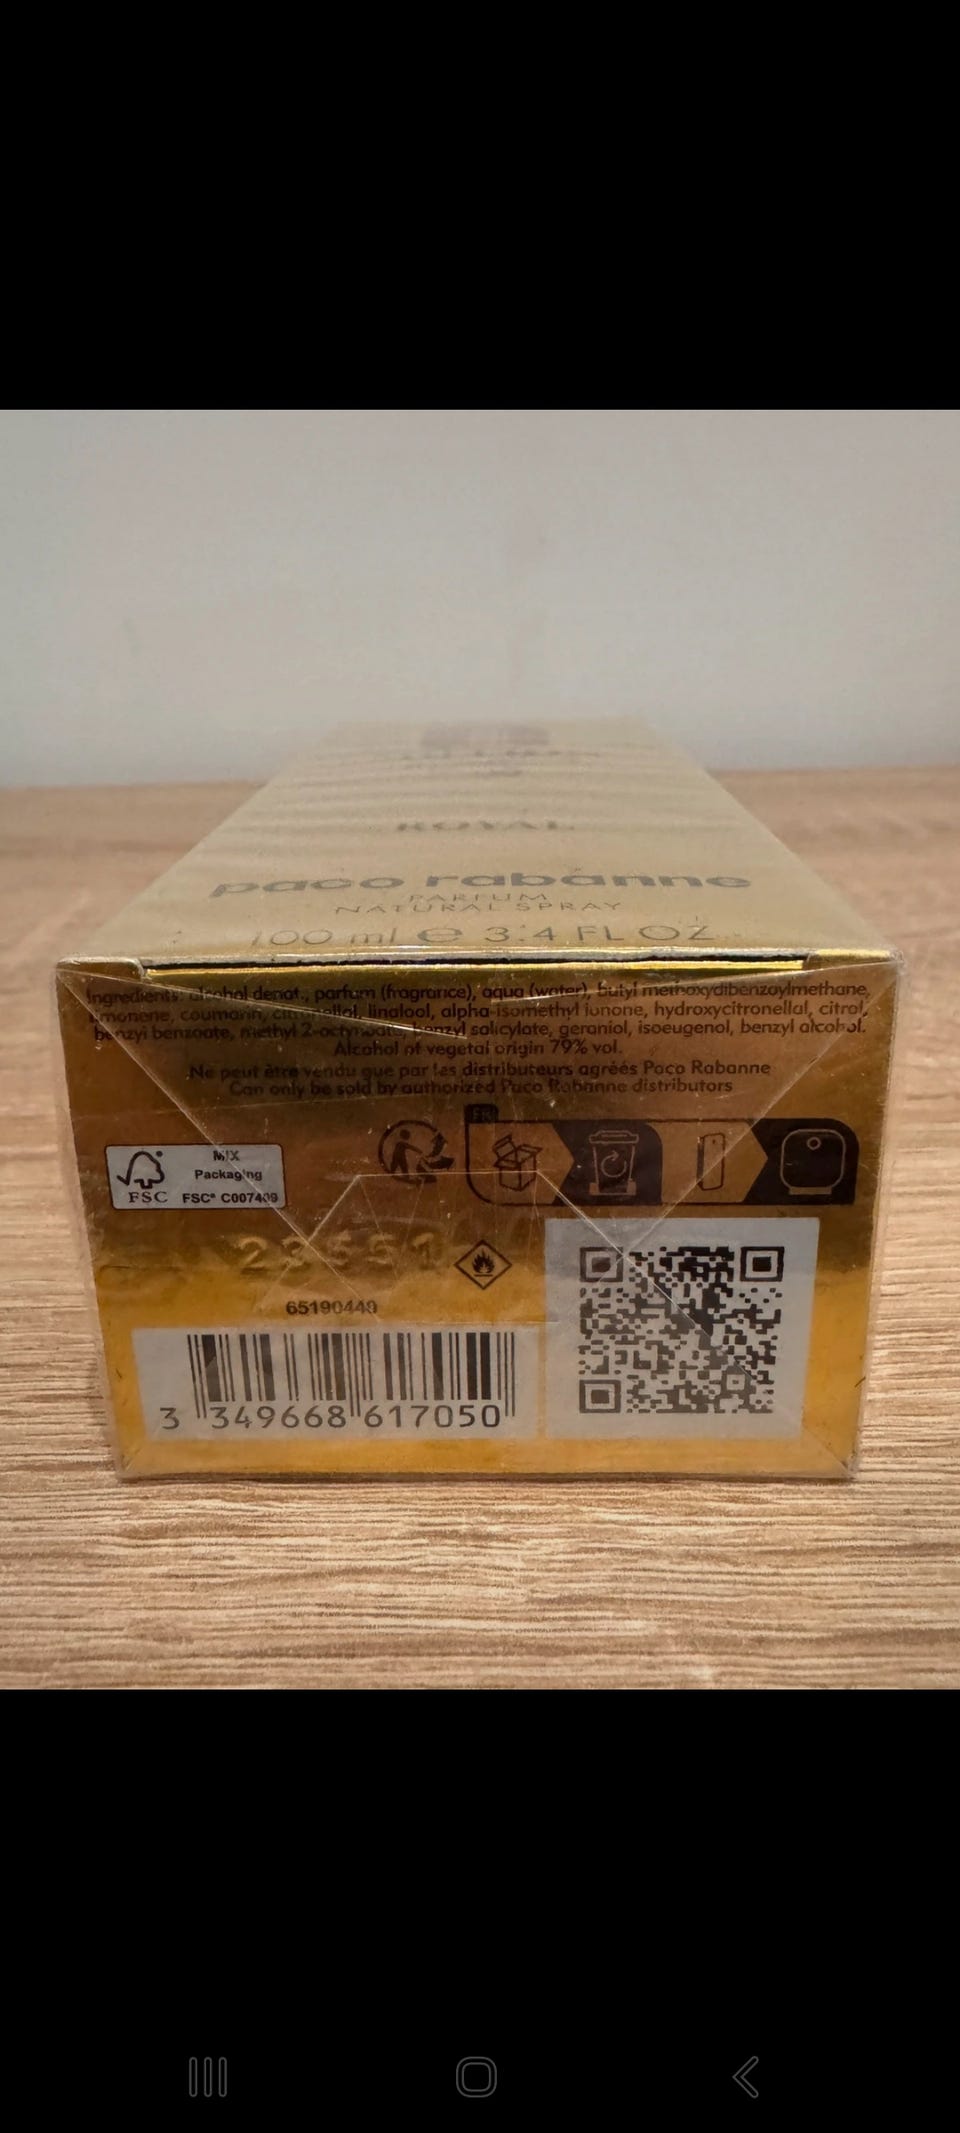 ROYAL
paco rabanne
PARFUM
NATURAL SPRAY
100 ml e 3.4 FL OZ
Ingredients: alcohol denat., parfum (fragrance), aqua (water), butyl methoxydibenzoylmethane,
limonene, coumarin, citronellol, linalool, alpha-isomethyl ionone, hydroxycitronellal, citral,
benzyl benzoate, methyl 2-octynoate, benzyl salicylate, geraniol, isoeugenol, benzyl alcohol.
Alcohol of vegetal origin 79% vol.
Ne peut être vendu que par les distributeurs agréés Paco Rabanne
Can only be sold by authorized Paco Rabanne distributors
FR
MIX
Packaging
FSC FSC® C007409
65190449
3 349668 617050